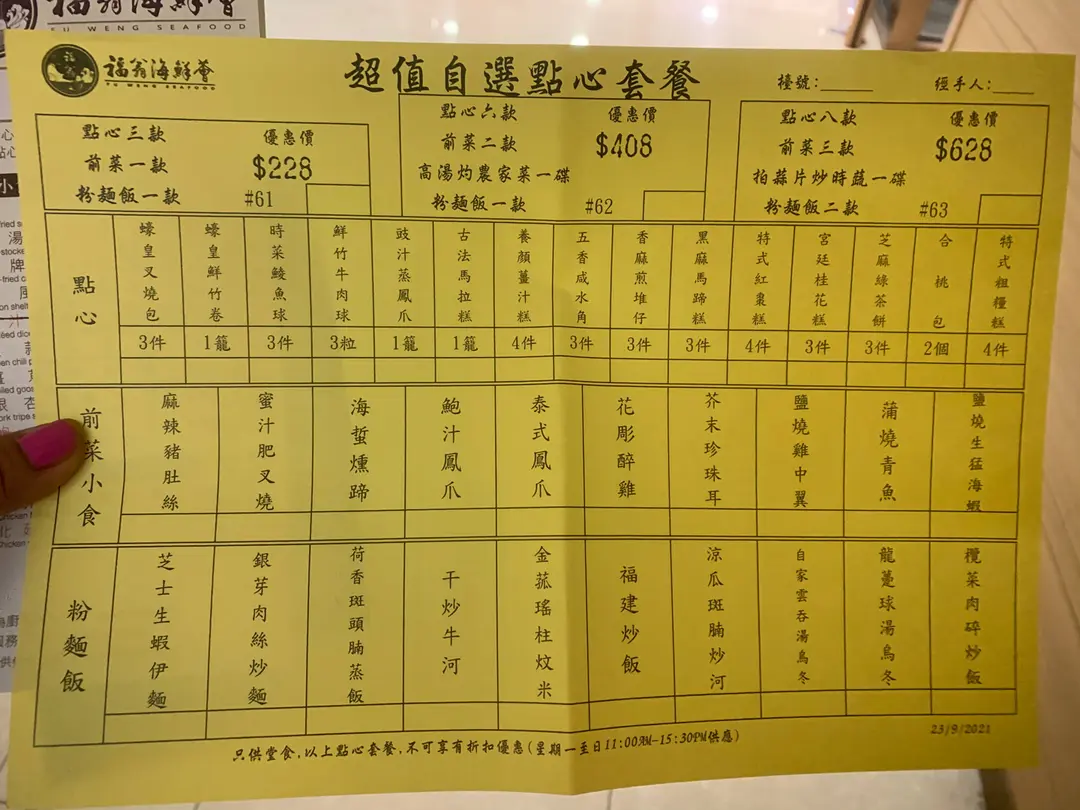 福翁海鮮薈
FU WENG SEAFOOD
福翁海鮮薈
FU WENG SEAFOOD
超值自選點心套餐
檯號:
經手人:
點心三款
優惠價
前菜一款
$228
粉麵飯一款
#61
點心六款
優惠價
前菜二款
$408
高湯灼農家菜一碟
粉麵飯一款
#62
點心八款
優惠價
前菜三款
$628
拍蒜片炒時蔬一碟
粉麵飯二款
#63
點心
蠔皇叉燒包
3件
蠔皇鮮竹卷
1籠
時菜鯪魚球
3件
鮮竹牛肉球
3粒
豉汁蒸鳳爪
1籠
古法馬拉糕
1籠
養顏薑汁糕
4件
五香咸水角
3件
香麻煎堆仔
3件
黑麻馬蹄糕
3件
特式紅棗糕
4件
宮廷桂花糕
3件
芝麻綠茶餅
3件
合桃包
2個
特式粗糧糕
4件
前菜小食
麻辣豬肚絲
蜜汁肥叉燒
海蜇燻蹄
鮑汁鳳爪
泰式鳳爪
花彫醉雞
芥末珍珠耳
鹽燒雞中翼
蒲燒青魚
鹽燒生猛海蝦
粉麵飯
芝士生蝦伊麵
銀芽肉絲炒麵
荷香斑頭腩蒸飯
干炒牛河
金菰瑤柱炆米
福建炒飯
涼瓜斑腩炒河
自家雲吞湯烏冬
龍躉球湯烏冬
欖菜肉碎炒飯
只供堂食,以上點心套餐,不可享有折扣優惠(星期一至日11:00AM-15:30PM供應)
23/9/2021